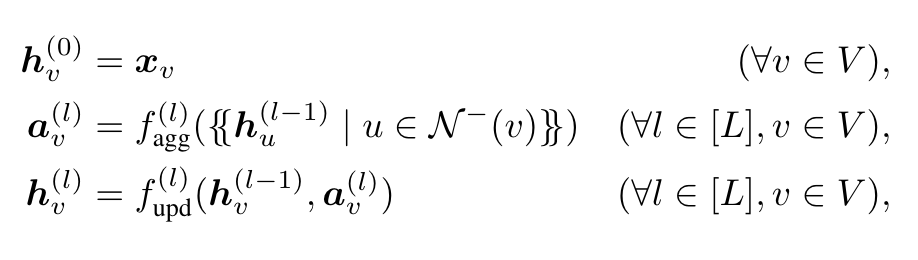 𝒉_v^{(0)} = 𝒙_v (∀v ∈ V),
𝒂_v^{(l)} = f_{agg}^{(l)}({{𝒉_u^{(l−1)} | u ∈ 𝒩^−(v)}}) (∀l ∈ [L], v ∈ V),
𝒉_v^{(l)} = f_{upd}^{(l)}(𝒉_v^{(l−1)}, 𝒂_v^{(l)}) (∀l ∈ [L], v ∈ V),